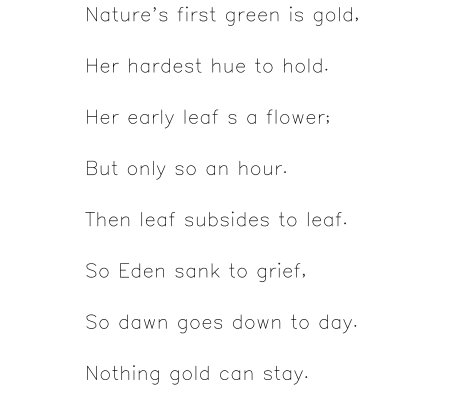 Nature's first green is gold,
Her hardest hue to hold.
Her early leaf s a flower;
But only so an hour.
Then leaf subsides to leaf.
So Eden sank to grief,
So dawn goes down to day.
Nothing gold can stay.